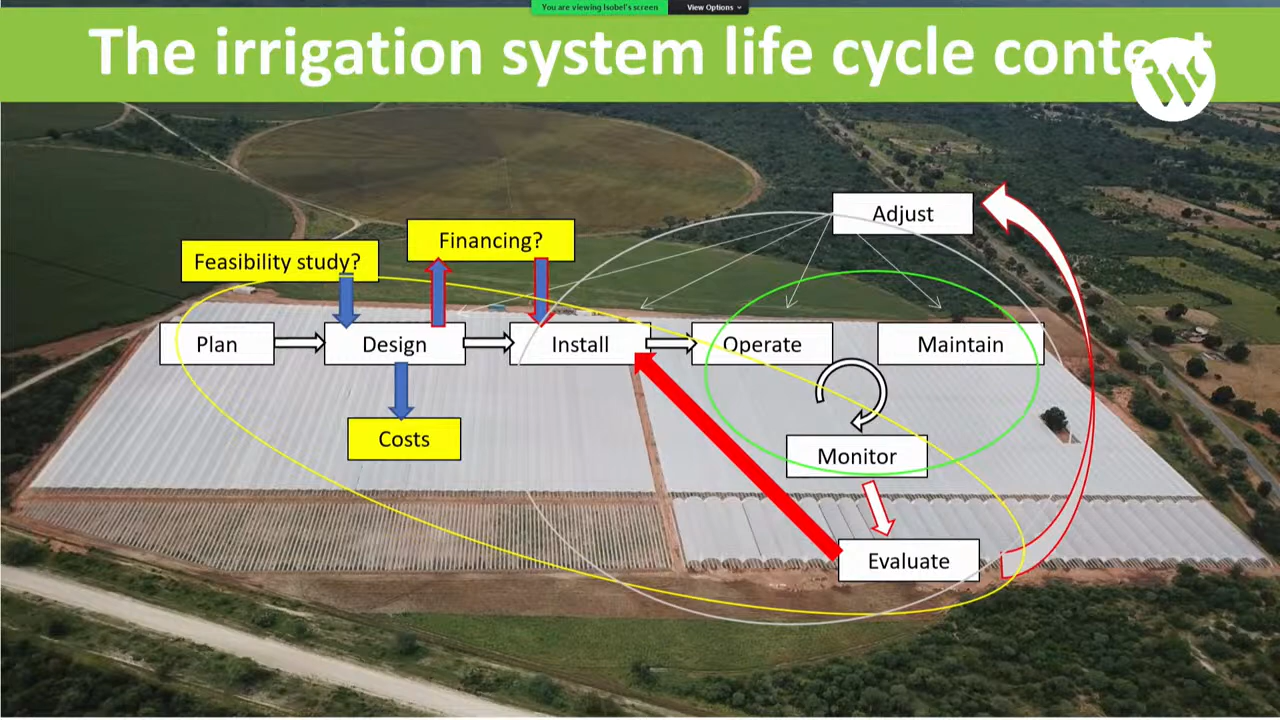 You are viewing Isobel's screen View Options
The irrigation system life cycle
Adjust
Financing?
Feasibility study?
Plan
Design
Install
Operate
Maintain
Costs
Monitor
Evaluate